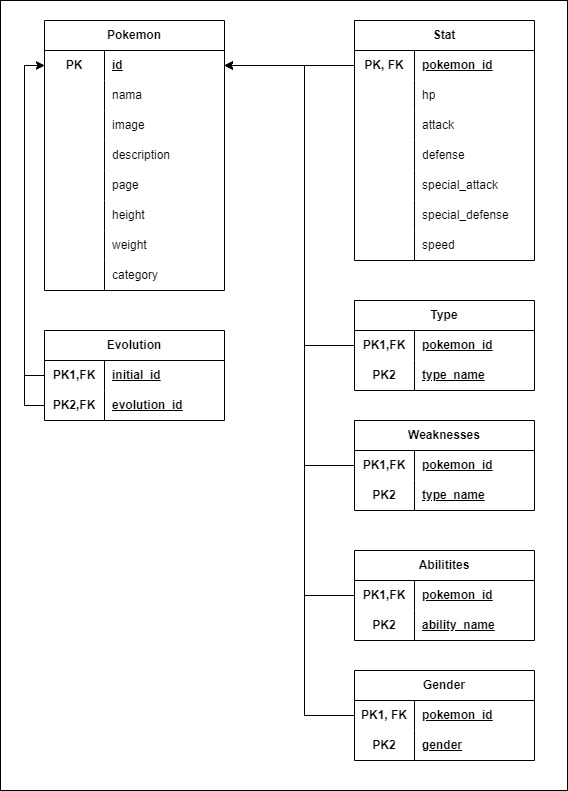 Pokemon
PK id
nama
image
description
page
height
weight
category
Evolution
PK1,FK initial_id
PK2,FK evolution_id
Stat
PK, FK pokemon_id
hp
attack
defense
special_attack
special_defense
speed
Type
PK1,FK pokemon_id
PK2 type_name
Weaknesses
PK1,FK pokemon_id
PK2 type_name
Abilitites
PK1,FK pokemon_id
PK2 ability_name
Gender
PK1, FK pokemon_id
PK2 gender